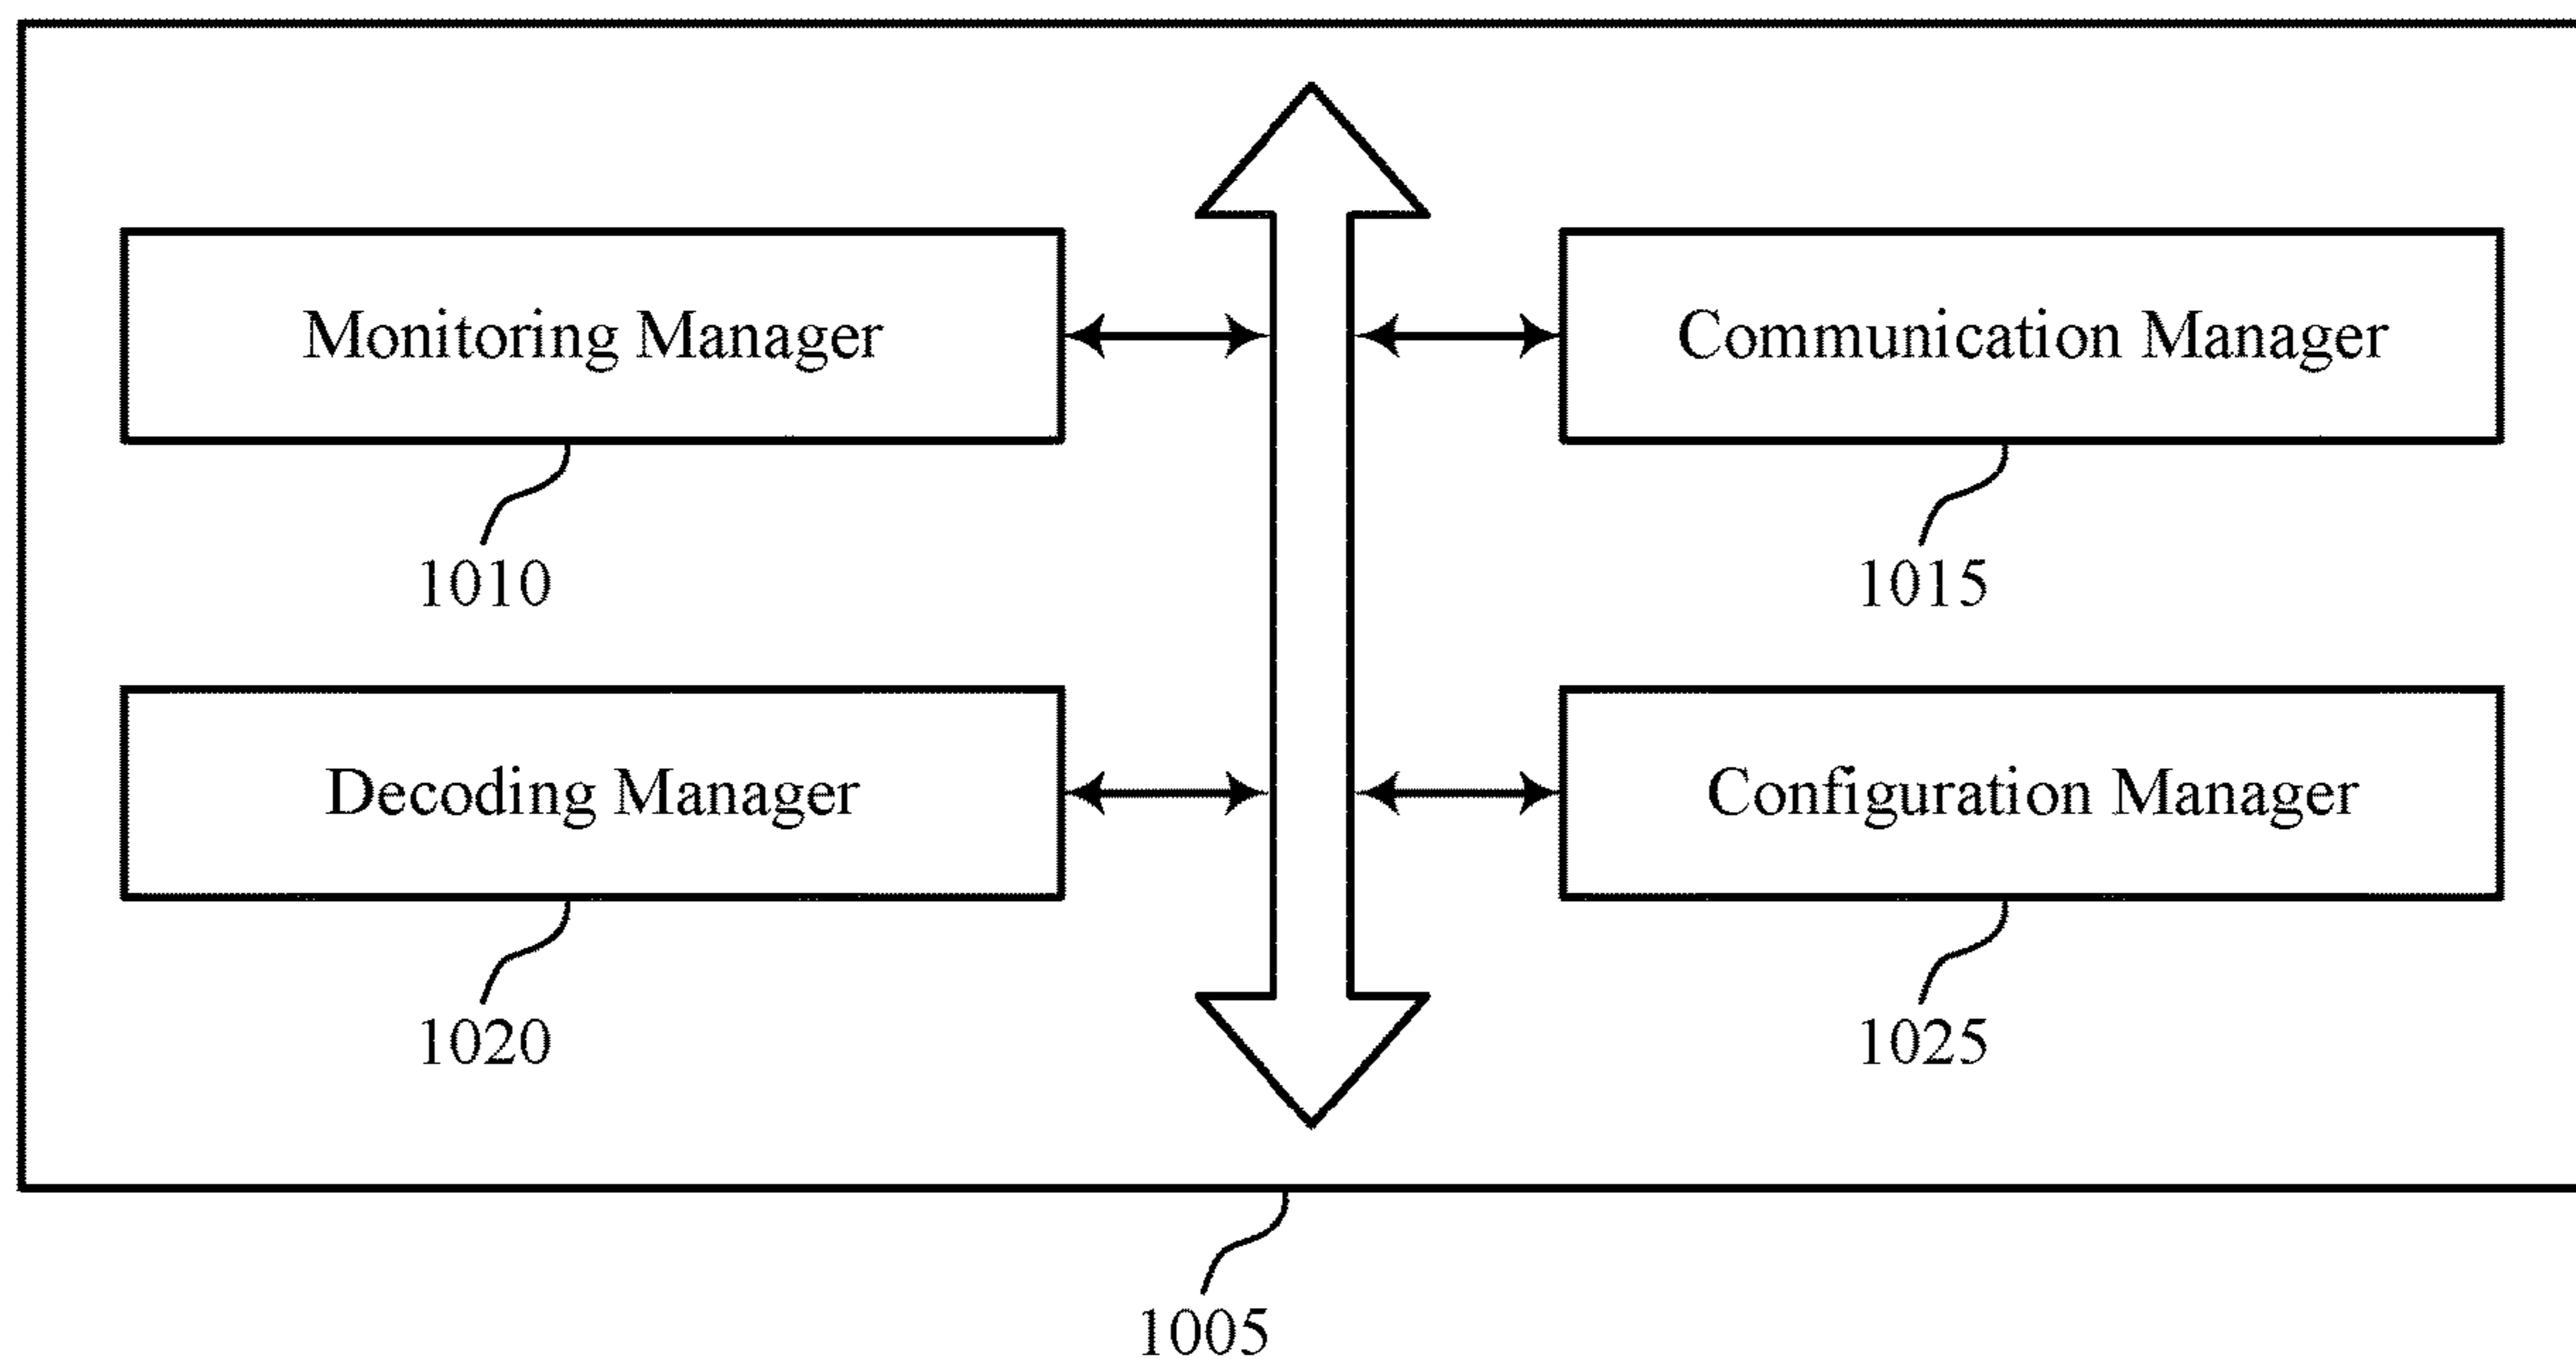 Monitoring Manager
Communication Manager
1010
1015
Decoding Manager
Configuration Manager
1020
1025
1005